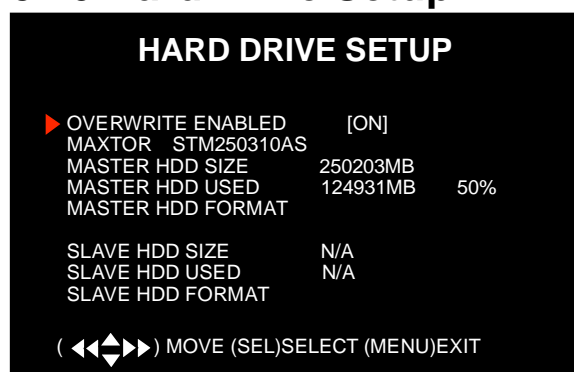 HARD DRIVE SETUP
OVERWRITE ENABLED [ON]
MAXTOR STM250310AS
MASTER HDD SIZE 250203MB
MASTER HDD USED 124931MB 50%
MASTER HDD FORMAT
SLAVE HDD SIZE N/A
SLAVE HDD USED N/A
SLAVE HDD FORMAT
( ) MOVE (SEL)SELECT (MENU)EXIT